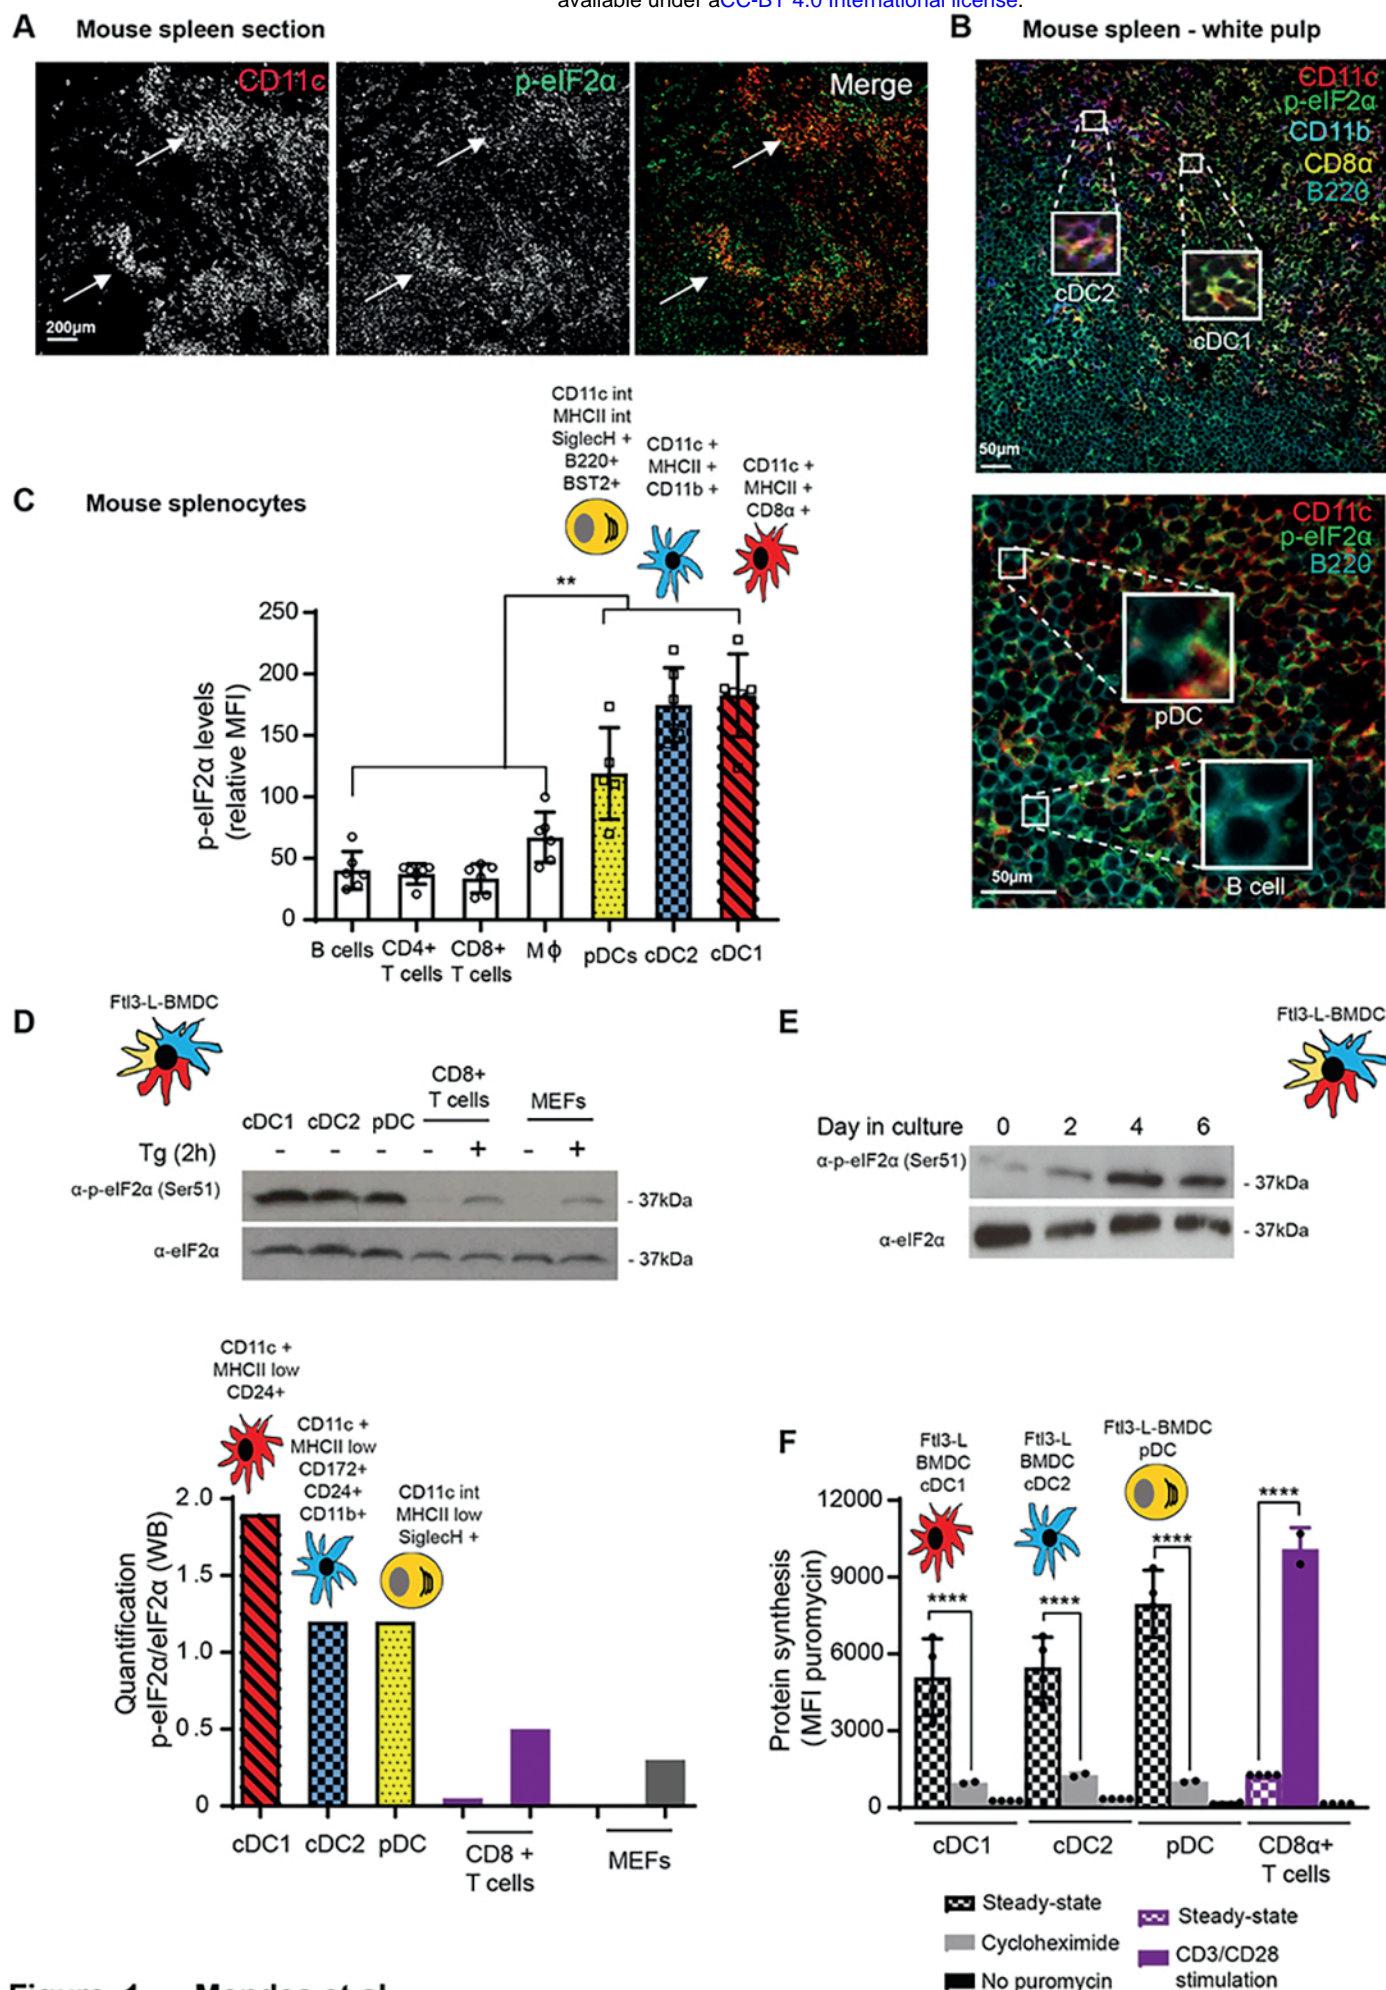 available under aCC-BY 4.0 International license.
A Mouse spleen section
CD11c
p-eIF2α
Merge
200µm
B Mouse spleen - white pulp
CD11c
p-eIF2α
CD11b
CD8α
B220
cDC2
cDC1
50µm
CD11c
p-eIF2α
B220
pDC
B cell
50µm
C Mouse splenocytes
CD11c int
MHCII int
SiglecH +
B220+
BST2+
CD11c +
MHCII +
CD11b +
CD11c +
MHCII +
CD8α +
**
p-eIF2α levels
(relative MFI)
250
200
150
100
50
0
B cells
CD4+
T cells
CD8+
T cells
M ϕ
pDCs
cDC2
cDC1
D
Ftl3-L-BMDC
cDC1 cDC2 pDC
CD8+
T cells
MEFs
Tg (2h) - - - - + - +
α-p-eIF2α (Ser51)
- 37kDa
α-eIF2α
- 37kDa
CD11c +
MHCII low
CD24+
CD11c +
MHCII low
CD172+
CD24+
CD11b+
CD11c int
MHCII low
SiglecH +
Quantification
p-eIF2α/eIF2α (WB)
2.0
1.5
1.0
0.5
0
cDC1 cDC2 pDC
CD8 +
T cells
MEFs
E
Ftl3-L-BMDC
Day in culture 0 2 4 6
α-p-eIF2α (Ser51)
- 37kDa
α-eIF2α
- 37kDa
F
Ftl3-L
BMDC
cDC1
Ftl3-L
BMDC
cDC2
Ftl3-L-BMDC
pDC
****
****
****
****
Protein synthesis
(MFI puromycin)
12000
9000
6000
3000
0
cDC1
cDC2
pDC
CD8α+
T cells
Steady-state
Cycloheximide
No puromycin
Steady-state
CD3/CD28
stimulation
Figure 1 Mendes et al